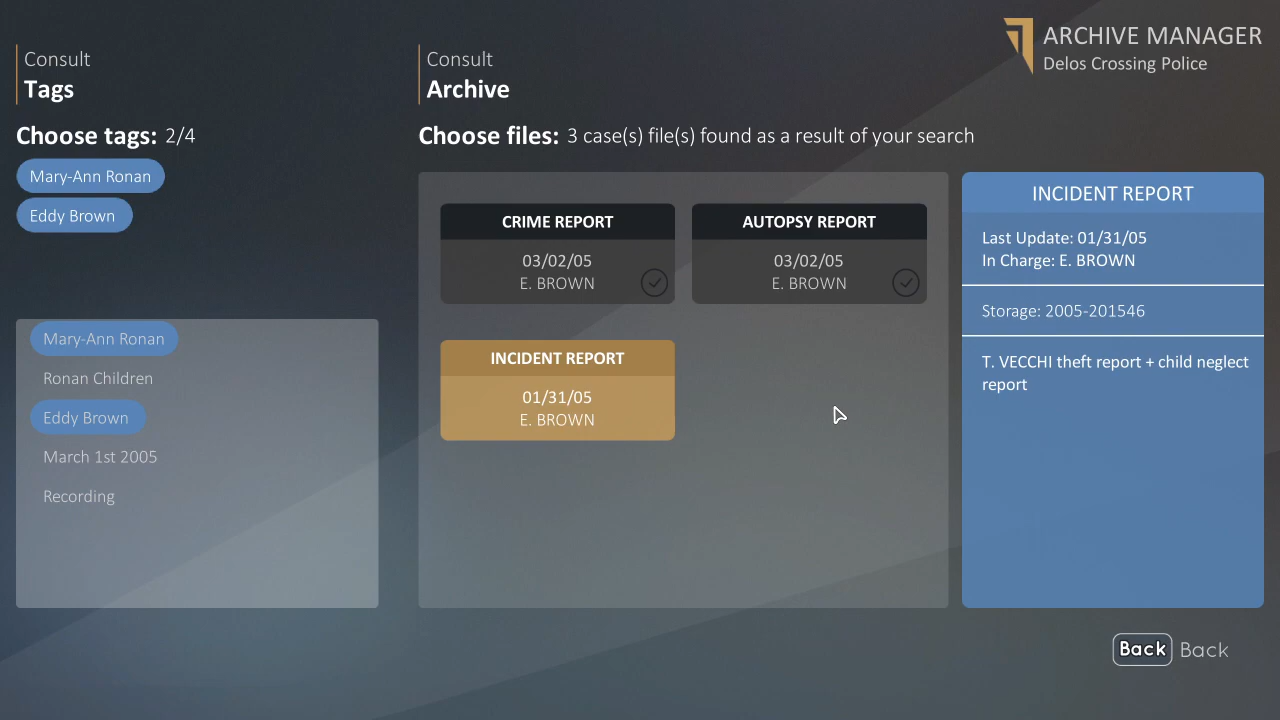 Consult
Tags
Choose tags: 2/4
Mary-Ann Ronan
Eddy Brown
Mary-Ann Ronan
Ronan Children
Eddy Brown
March 1st 2005
Recording
Consult
Archive
Choose files: 3 case(s) file(s) found as a result of your search
CRIME REPORT
03/02/05
E. BROWN
AUTOPSY REPORT
03/02/05
E. BROWN
INCIDENT REPORT
01/31/05
E. BROWN
ARCHIVE MANAGER
Delos Crossing Police
INCIDENT REPORT
Last Update: 01/31/05
In Charge: E. BROWN
Storage: 2005-201546
T. VECCHI theft report + child neglect
report
Back Back